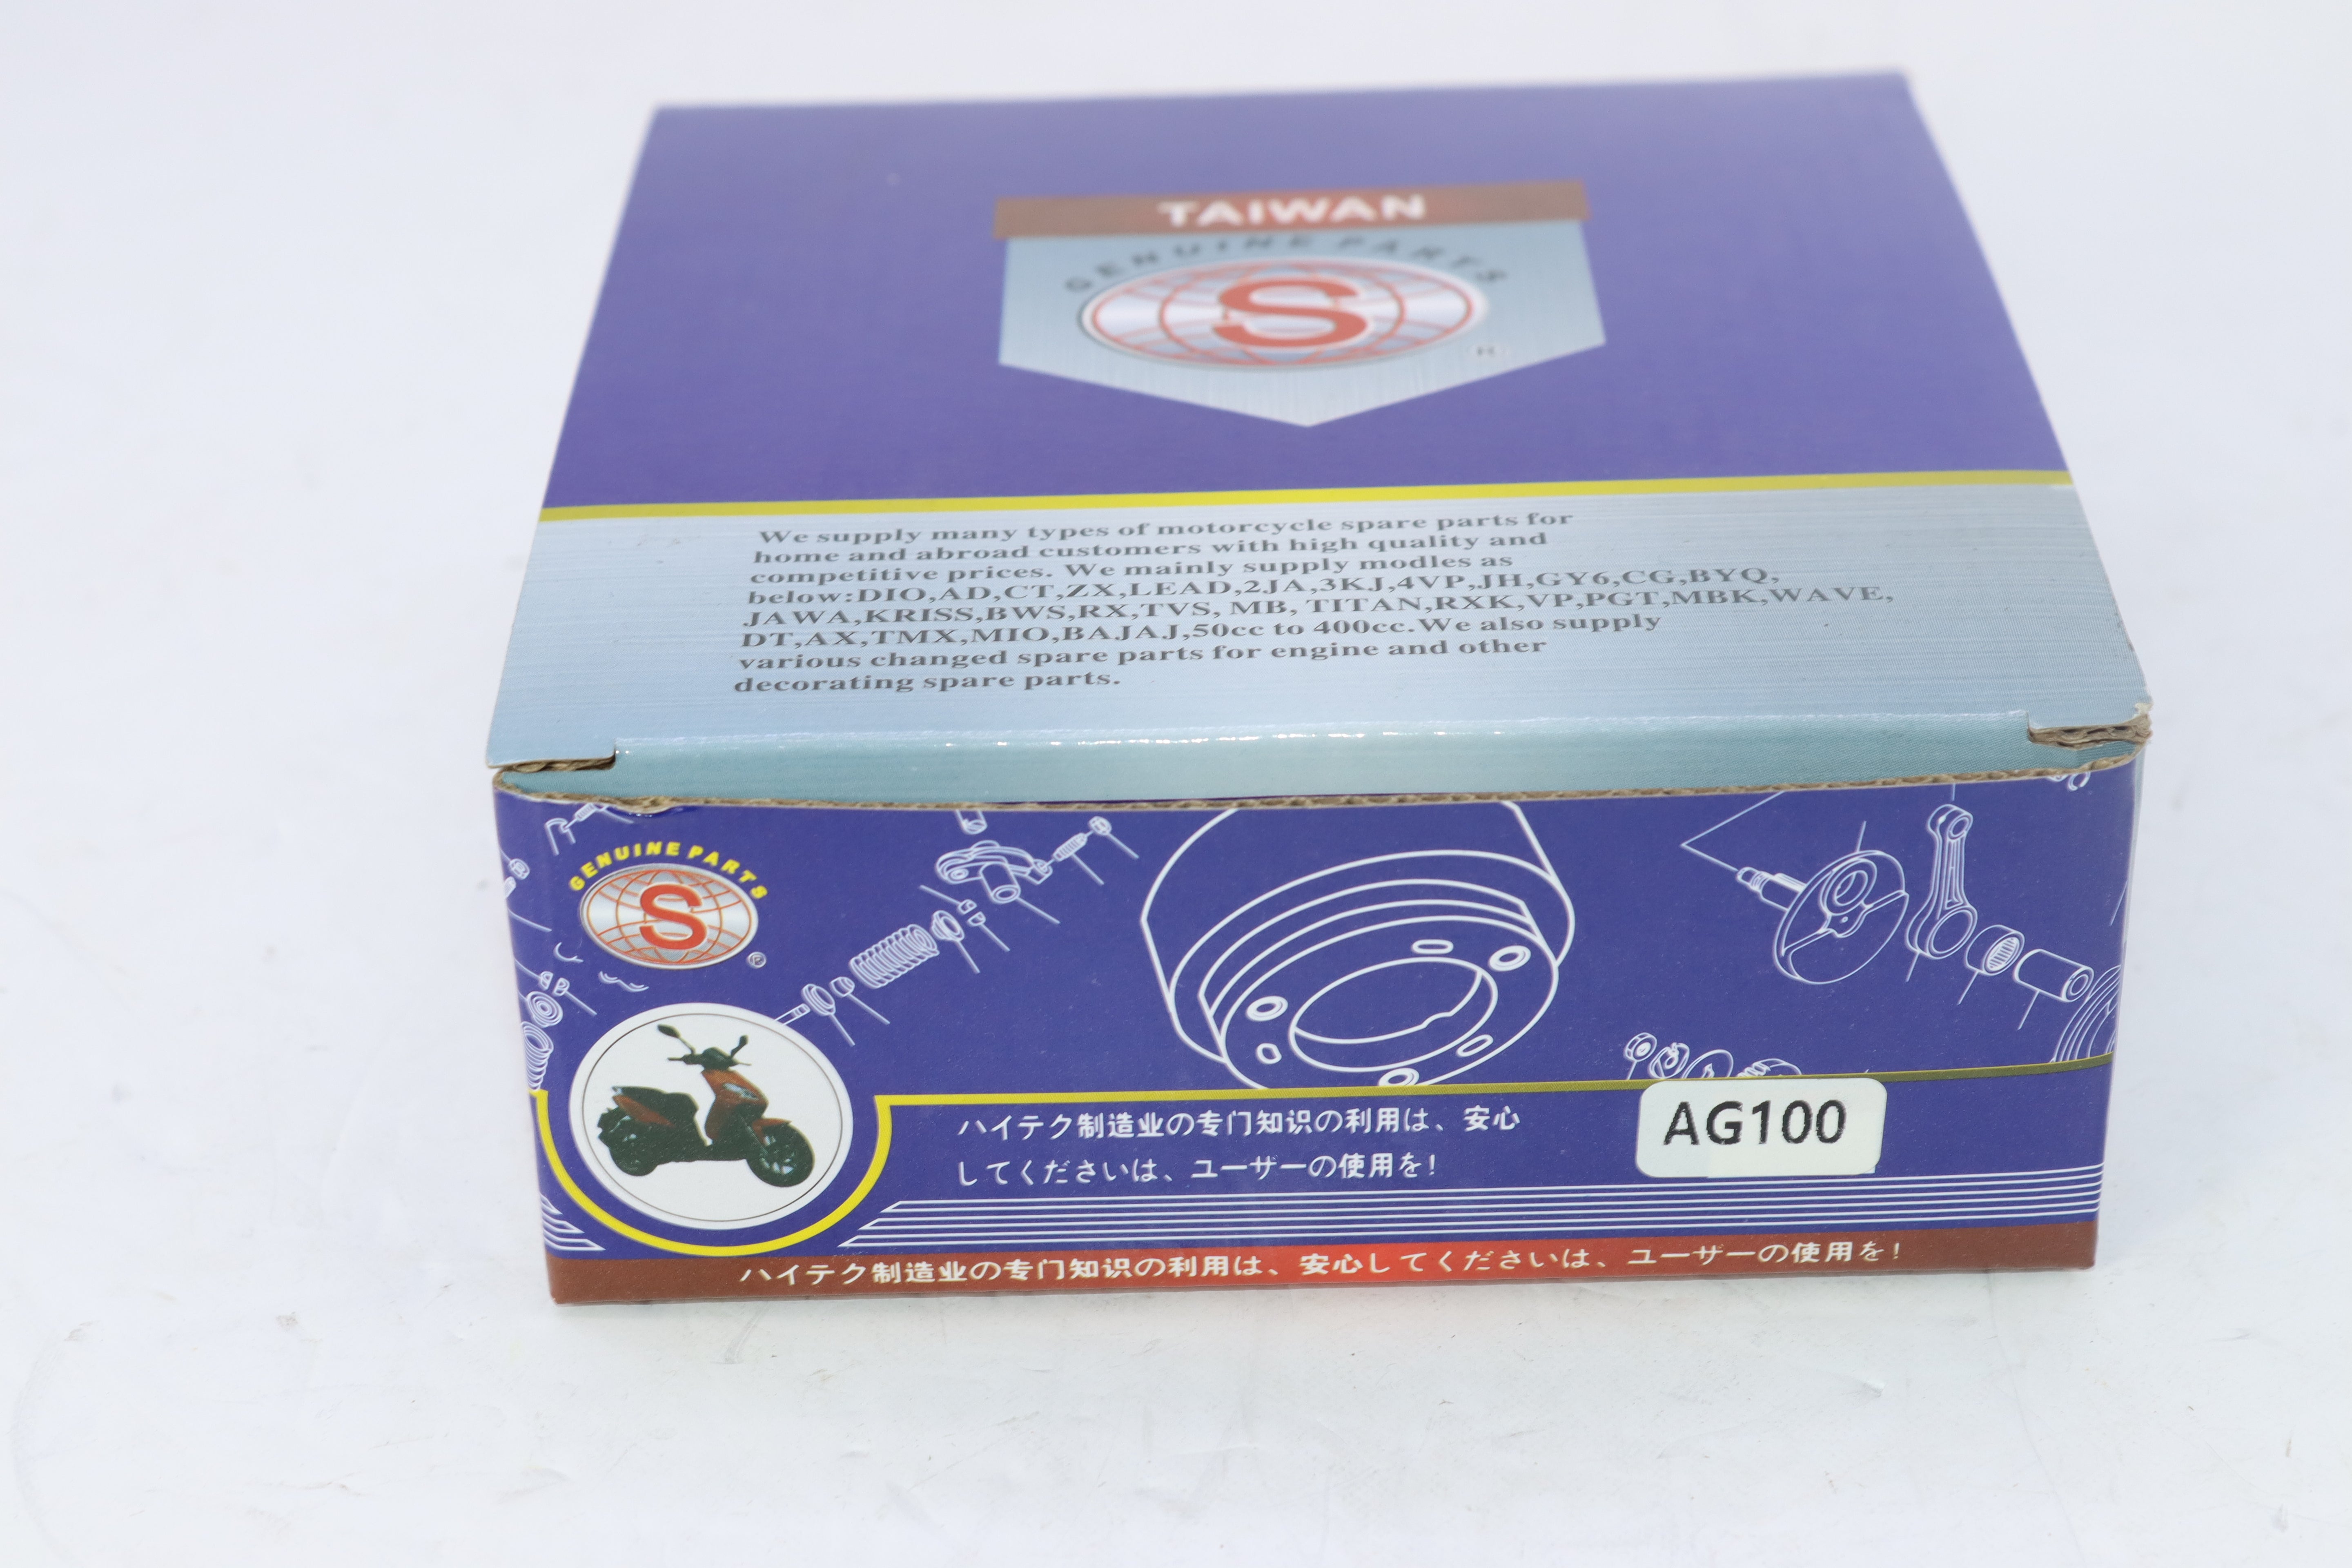 TAIWAN
GENUINE PARTS
S
We supply many types of motorcycle spare parts for
home and abroad customers with high quality and
competitive prices. We mainly supply modles as
below:DIO,AD,CT,ZX,LEAD,2JA,3KJ,4VP,JH,GY6,CG,BYQ,
JAWA,KRISS,BWS,RX,TVS, MB, TITAN,RXK,VP,PGT,MBK,WAVE,
DT,AX,TMX,MIO,BAJAJ,50cc to 400cc.We also supply
various changed spare parts for engine and other
decorating spare parts.
GENUINE PARTS
S
®
ハイテク制造业の专门知识の利用は、安心
してくださいは、ユーザーの使用を!
AG100
ハイテク制造业の专门知识の利用は、安心してくださいは、ユーザーの使用を!